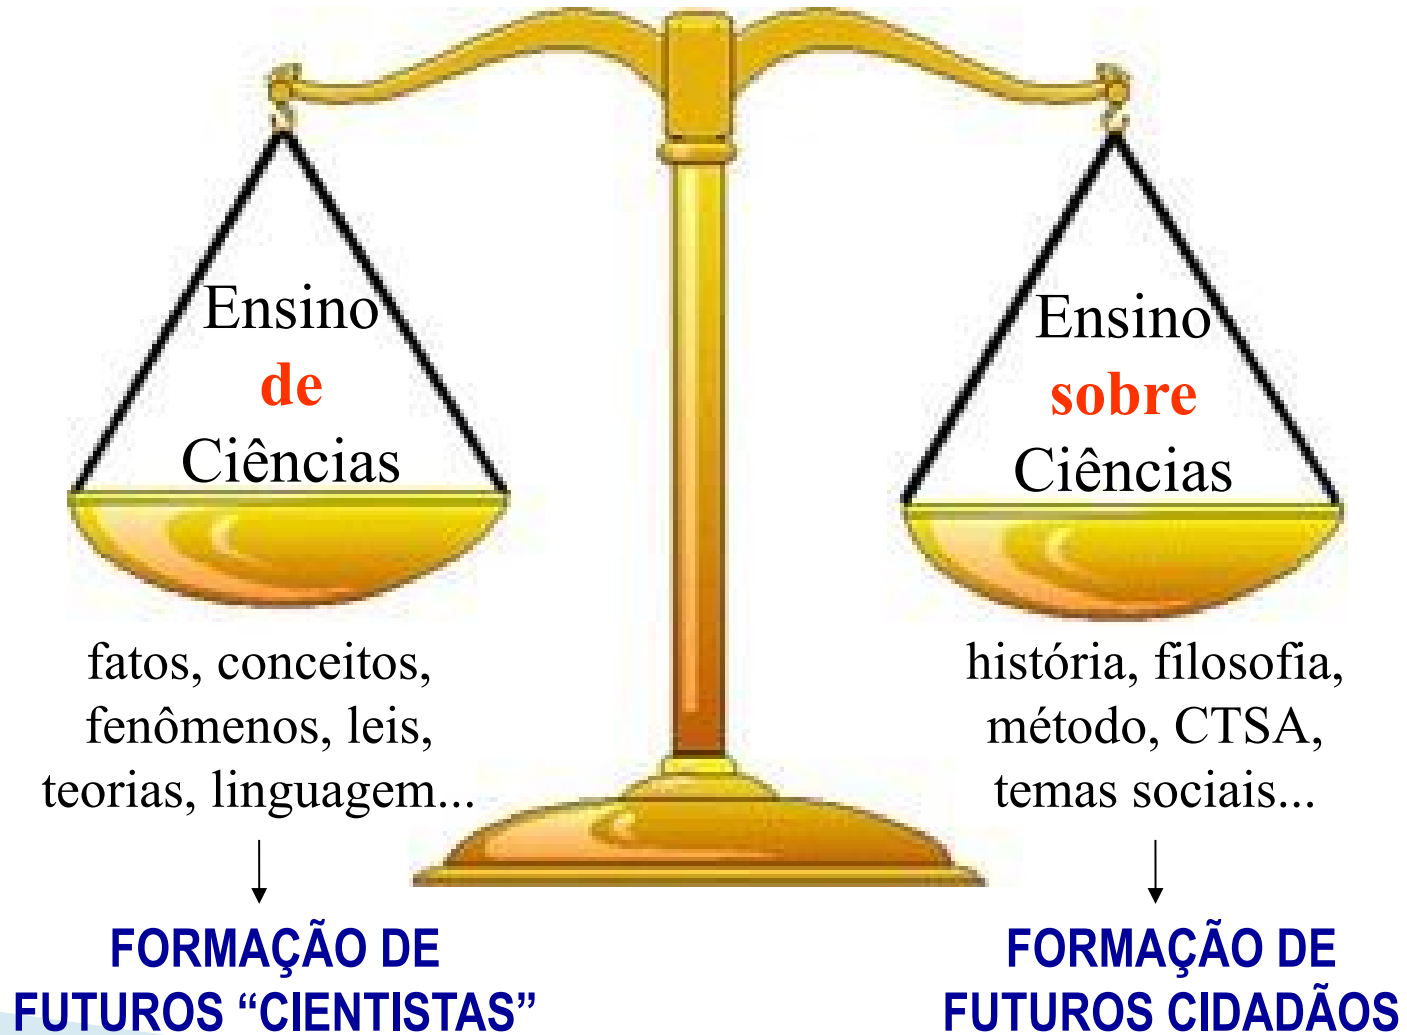 Ensino
de
Ciências
fatos, conceitos,
fenômenos, leis,
teorias, linguagem...
FORMAÇÃO DE
FUTUROS “CIENTISTAS”
Ensino
sobre
Ciências
história, filosofia,
método, CTSA,
temas sociais...
FORMAÇÃO DE
FUTUROS CIDADÃOS